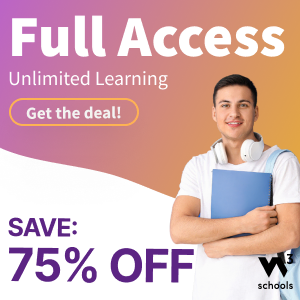 Full Access
Unlimited Learning
Get the deal!
SAVE:
75% OFF
w3
schools